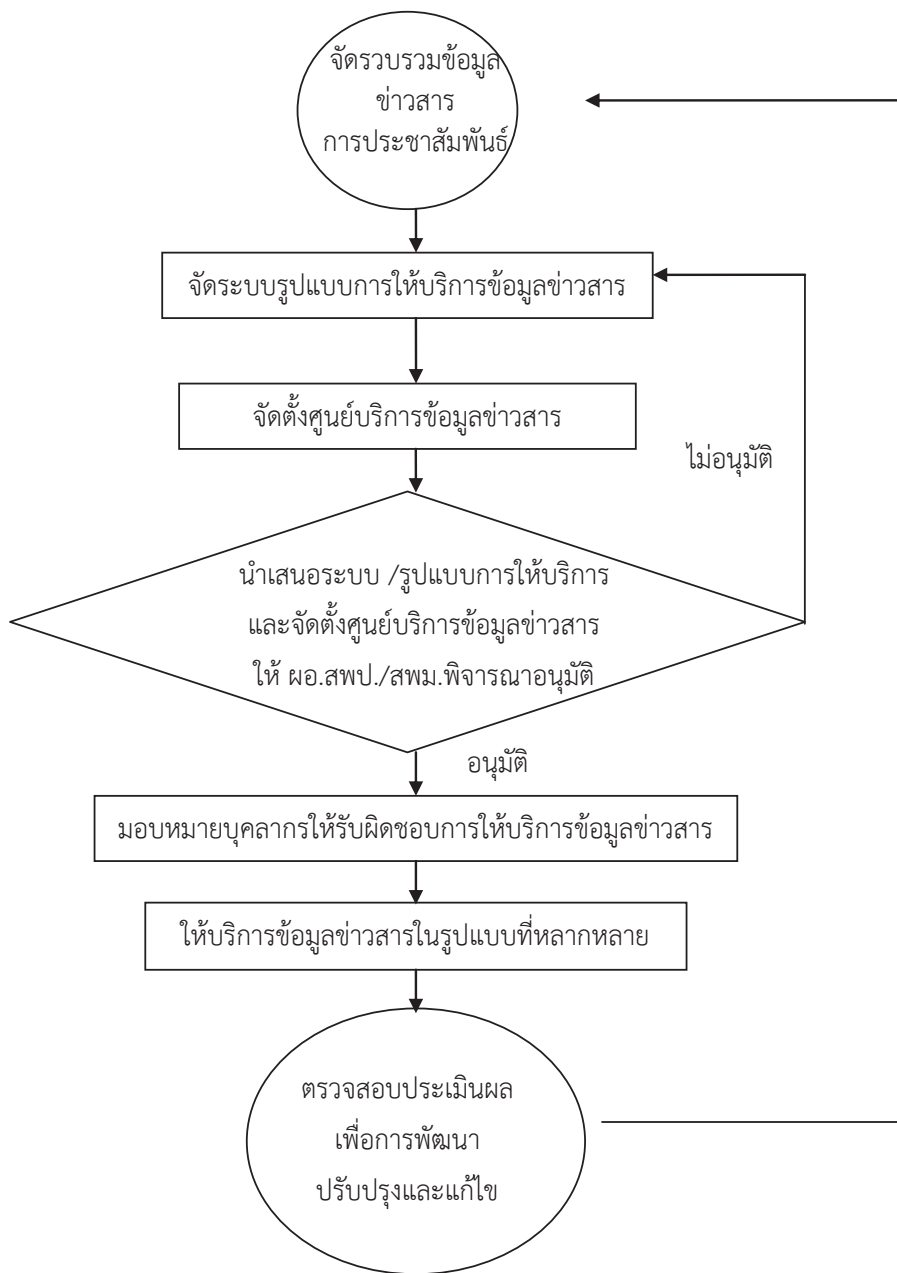 จัดรวบรวมข้อมูล
ข่าวสาร
การประชาสัมพันธ์
จัดระบบรูปแบบการให้บริการข้อมูลข่าวสาร
จัดตั้งศูนย์บริการข้อมูลข่าวสาร
ไม่อนุมัติ
นำเสนอระบบ /รูปแบบการให้บริการ
และจัดตั้งศูนย์บริการข้อมูลข่าวสาร
ให้ ผอ.สพป./สพม.พิจารณาอนุมัติ
อนุมัติ
มอบหมายบุคลากรให้รับผิดชอบการให้บริการข้อมูลข่าวสาร
ให้บริการข้อมูลข่าวสารในรูปแบบที่หลากหลาย
ตรวจสอบประเมินผล
เพื่อการพัฒนา
ปรับปรุงและแก้ไข